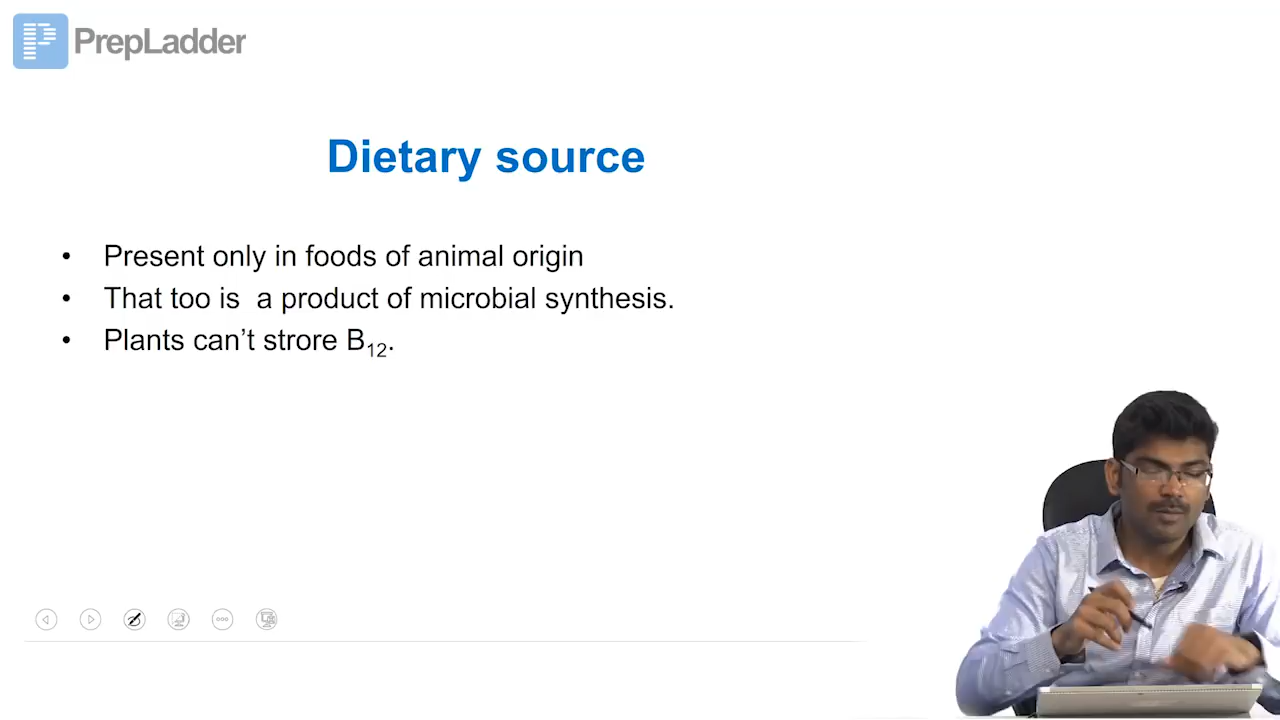 PrepLadder
Dietary source
• Present only in foods of animal origin
• That too is  a product of microbial synthesis.
• Plants can’t strore B₁₂.